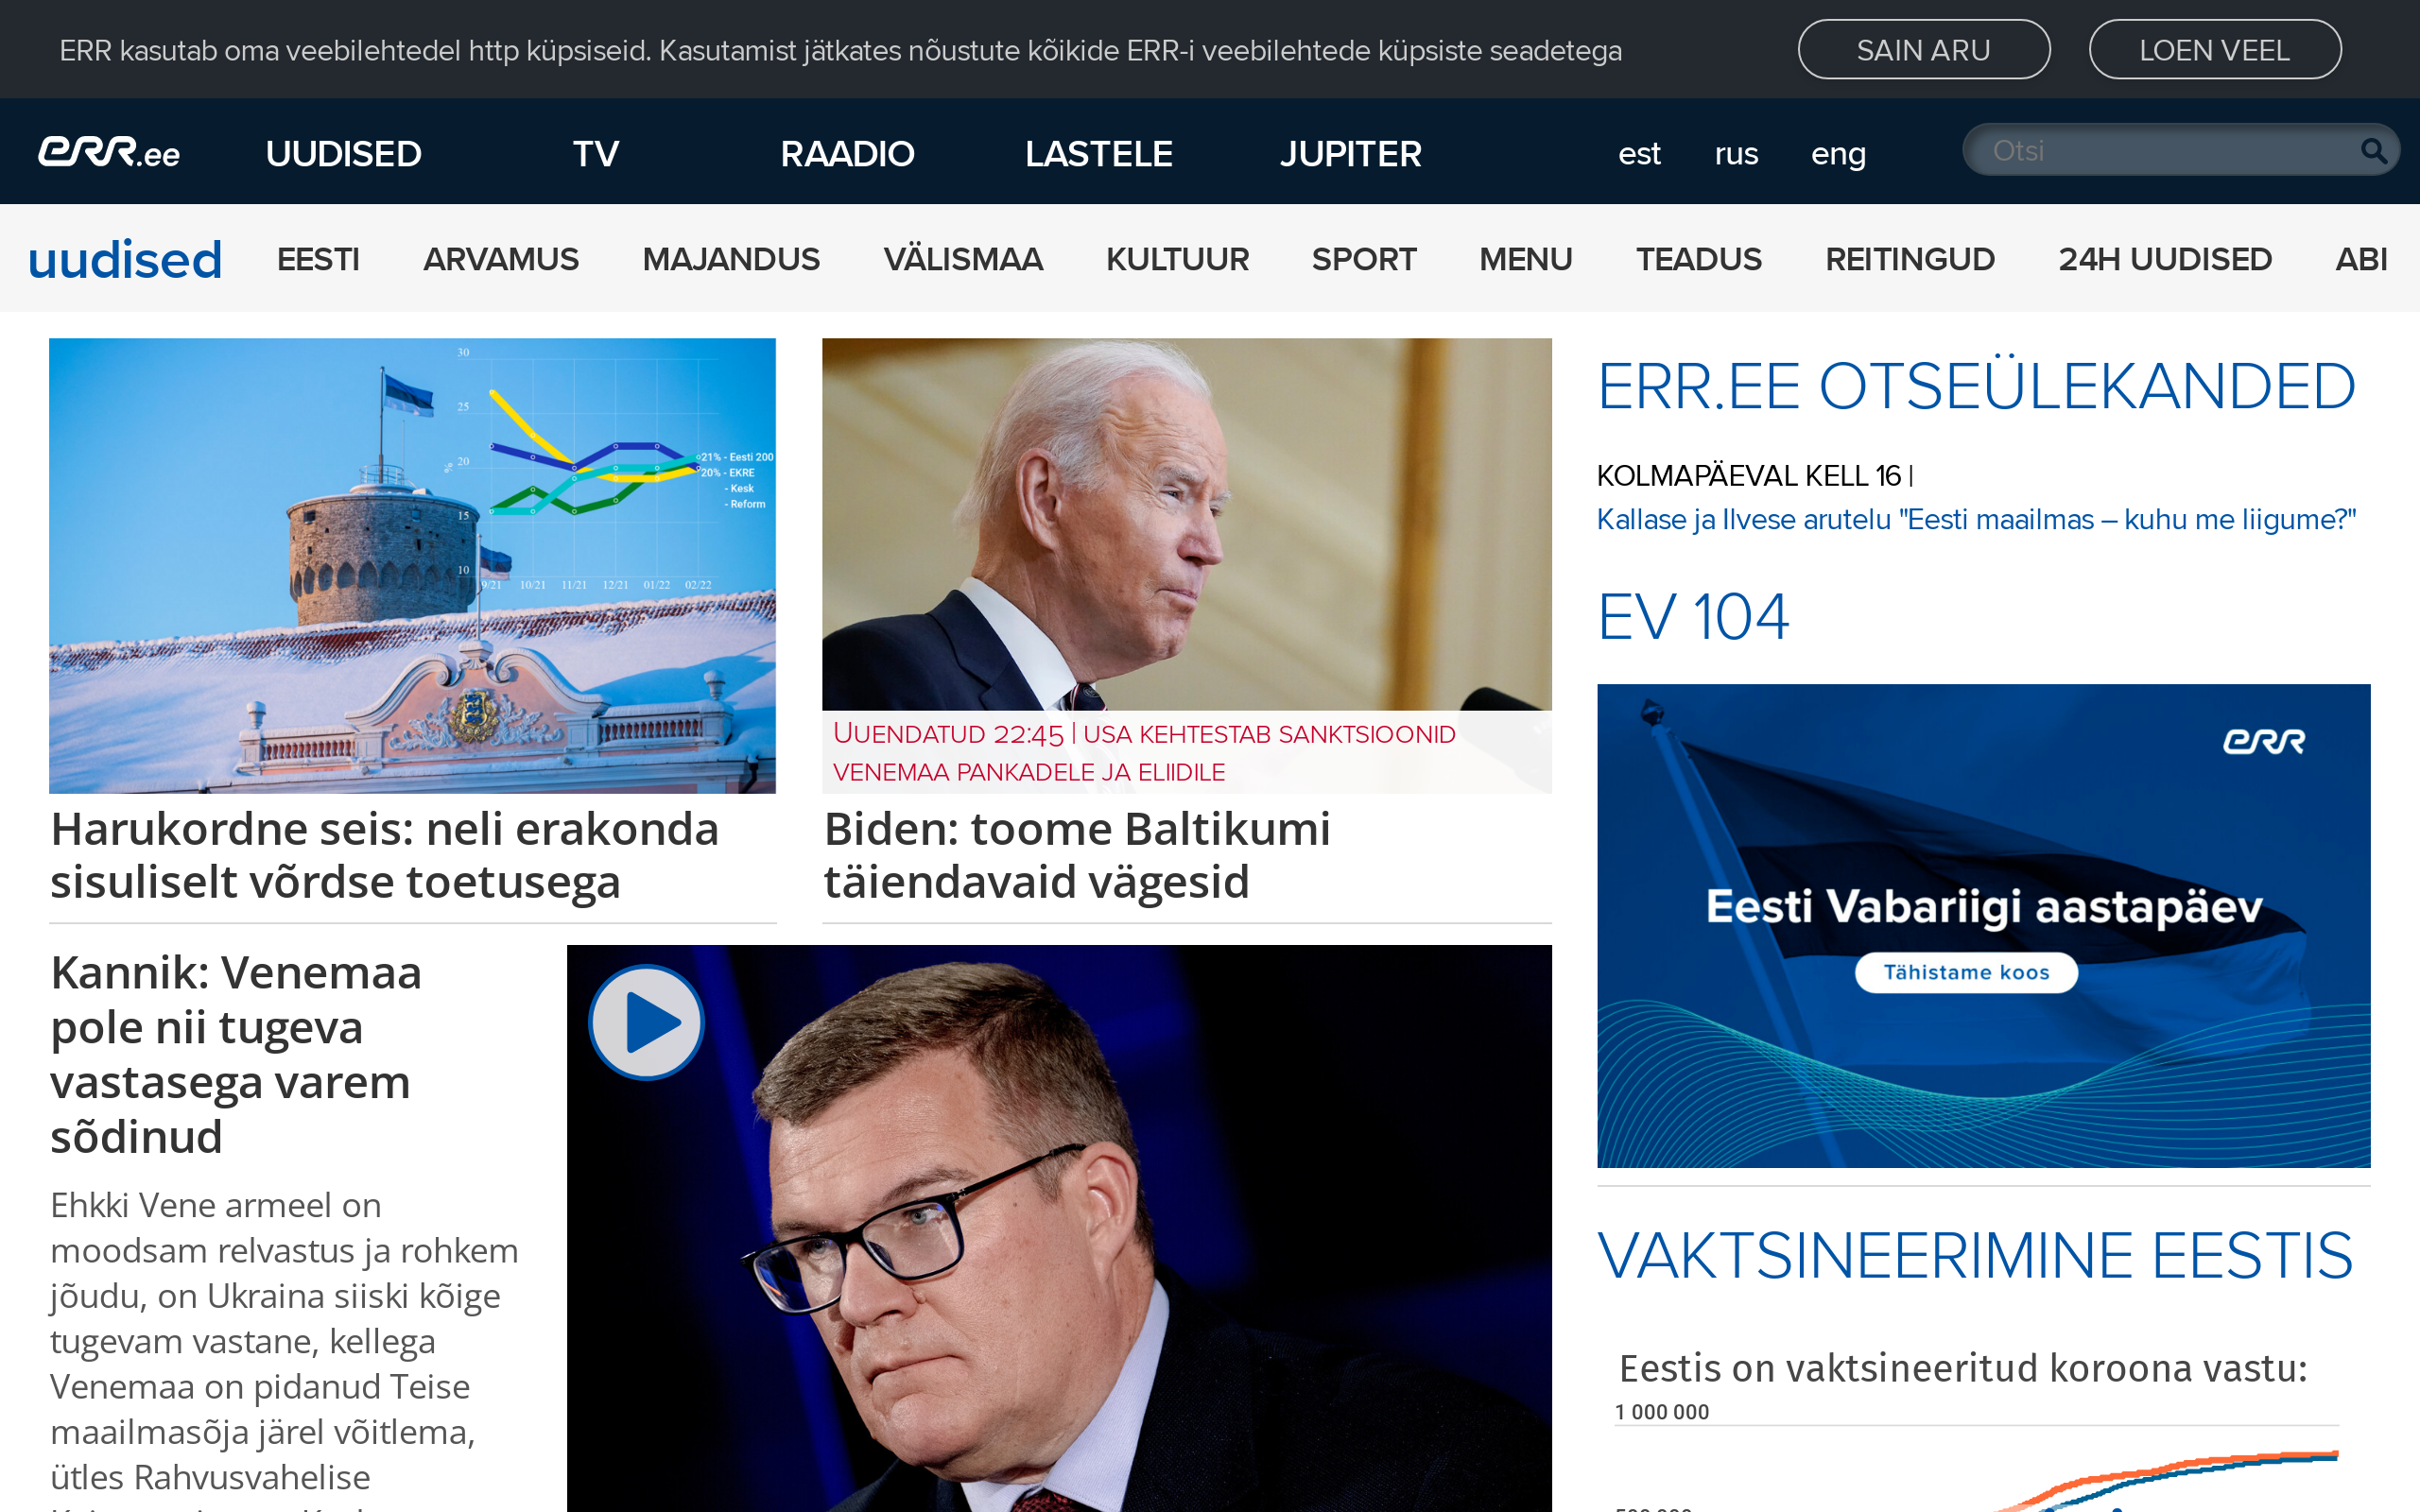 ERR kasutab oma veebilehtedel http küpsiseid. Kasutamist jätkates nõustute kõikide ERR-i veebilehtede küpsiste seadetega
SAIN ARU
LOEN VEEL
err.ee
UUDISED
TV
RAADIO
LASTELE
JUPITER
est
rus
eng
Otsi
uudised
EESTI
ARVAMUS
MAJANDUS
VÄLISMAA
KULTUUR
SPORT
MENU
TEADUS
REITINGUD
24H UUDISED
ABI
30
25
20
15
10
%
9/21
10/21
11/21
12/21
01/22
02/22
21% - Eesti 200
20% - EKRE
- Kesk
- Reform
Harukordne seis: neli erakonda
sisuliselt võrdse toetusega
UUENDATUD 22:45 | USA KEHTESTAB SANKTSIOONID
VENEMAA PANKADELE JA ELIIDILE
Biden: toome Baltikumi
täiendavaid vägesid
Kannik: Venemaa
pole nii tugeva
vastasega varem
sõdinud
Ehkki Vene armeel on
moodsam relvastus ja rohkem
jõudu, on Ukraina siiski kõige
tugevam vastane, kellega
Venemaa on pidanud Teise
maailmasõja järel võitlema,
ütles Rahvusvahelise
ERR.EE OTSEÜLEKANDED
KOLMAPÄEVAL KELL 16 |
Kallase ja Ilvese arutelu "Eesti maailmas – kuhu me liigume?"
EV 104
err
Eesti Vabariigi aastapäev
Tähistame koos
VAKTSINEERIMINE EESTIS
Eestis on vaktsineeritud koroona vastu:
1 000 000